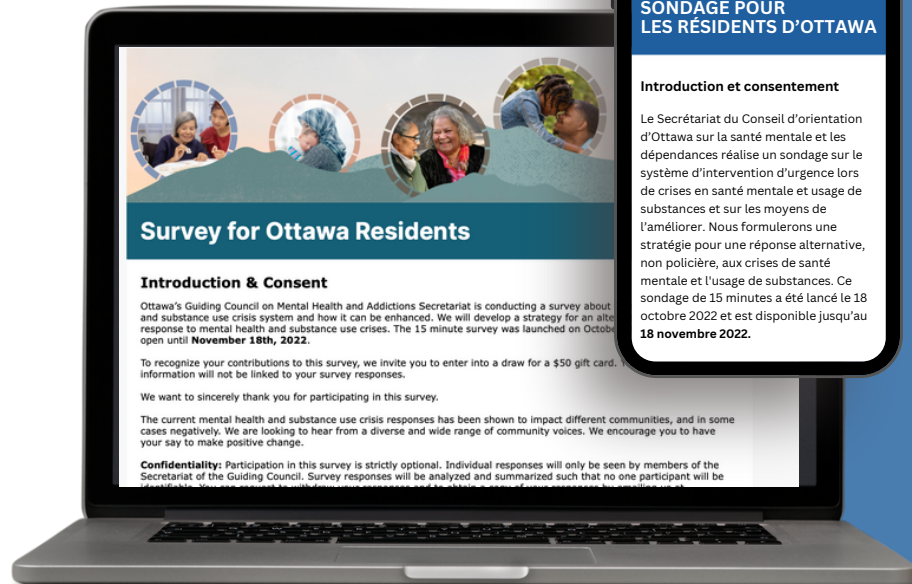 Survey for Ottawa Residents
Introduction & Consent
Ottawa's Guiding Council on Mental Health and Addictions Secretariat is conducting a survey about
and substance use crisis system and how it can be enhanced. We will develop a strategy for an
response to mental health and substance use crises. The 15 minute survey was launched on
open until November 18th, 2022.
To recognize your contributions to this survey, we invite you to enter into a draw for a $50 gift card.
information will not be linked to your survey responses.
We want to sincerely thank you for participating in this survey.
The current mental health and substance use crisis responses has been shown to impact different communities, and in some
cases negatively. We are looking to hear from a diverse and wide range of community voices. We encourage you to have
your say to make positive change.
Confidentiality: Participation in this survey is strictly optional. Individual responses will only be seen by members of the
Secretariat of the Guiding Council. Survey responses will be analyzed and summarized such that no one participant will be
SONDAGE POUR
LES RÉSIDENTS D'OTTAWA
Introduction et consentement
Le Secrétariat du Conseil d'orientation
d'Ottawa sur la santé mentale et les
dépendances réalise un sondage sur le
système d'intervention d'urgence lors
de crises en santé mentale et usage de
substances et sur les moyens de
l'améliorer. Nous formulerons une
stratégie pour une réponse alternative,
non policière, aux crises de santé
mentale et l'usage de substances. Ce
sondage de 15 minutes a été lancé le 18
octobre 2022 et est disponible jusqu'au
18 novembre 2022.